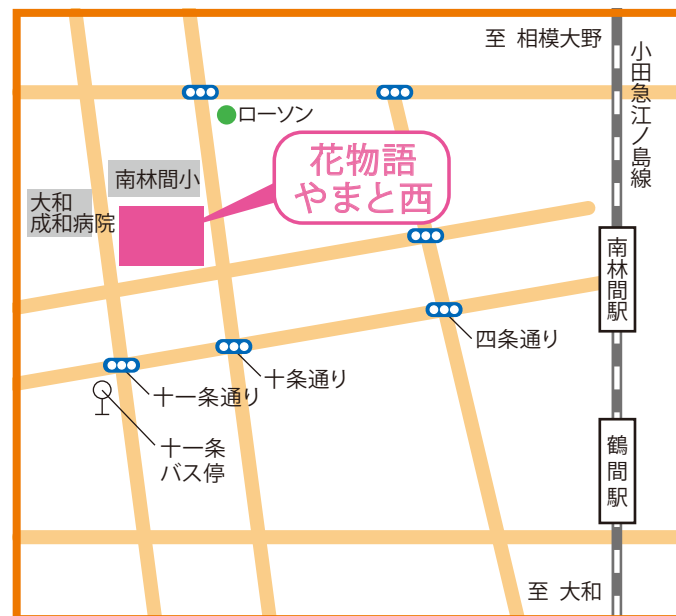 至 相模大野
小田急江ノ島線
ローソン
花物語
やまと西
南林間小
大和
成和病院
南林間駅
四条通り
十条通り
十一条通り
十一条
バス停
鶴間駅
至 大和